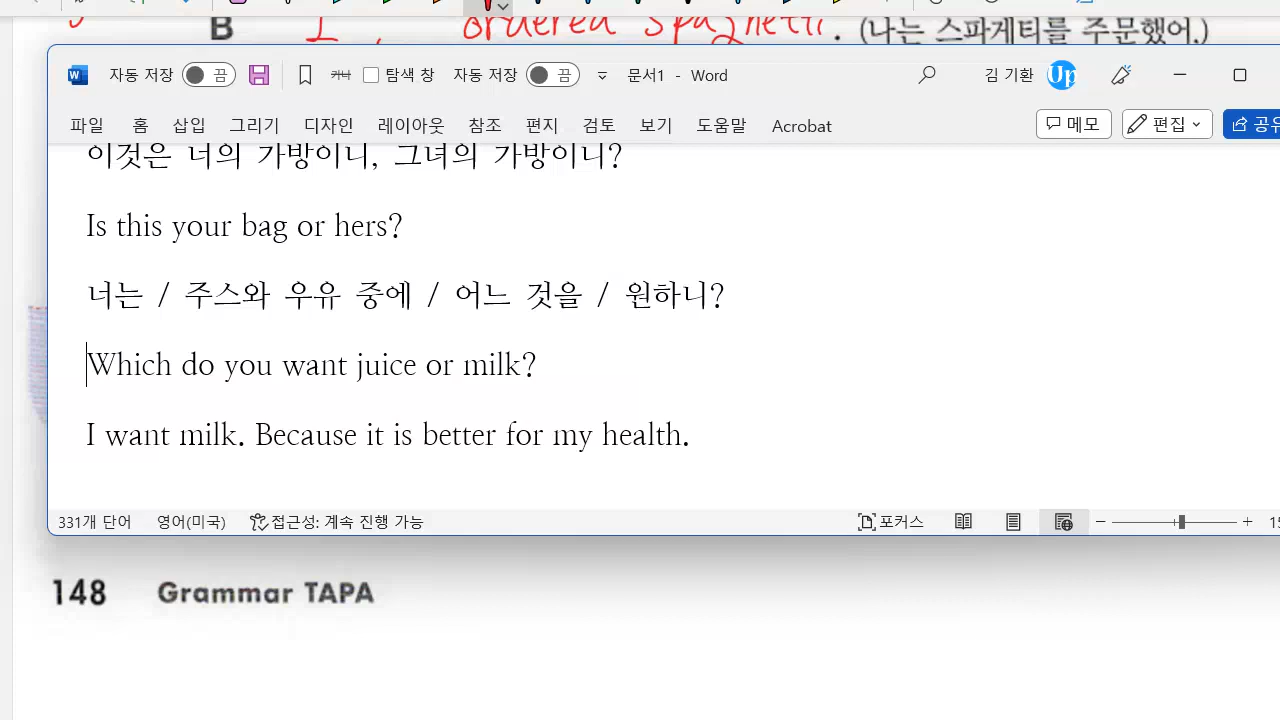 B I ordered spaghetti. (나는 스파게티를 주문했어.)
자동 저장 끔 가나 탐색 창 자동 저장 끔 문서1 - Word 김 기환 Up
파일 홈 삽입 그리기 디자인 레이아웃 참조 편지 검토 보기 도움말 Acrobat 메모 편집 공유
이것은 너의 가방이니, 그녀의 가방이니?
Is this your bag or hers?
너는 / 주스와 우유 중에 / 어느 것을 / 원하니?
Which do you want juice or milk?
I want milk. Because it is better for my health.
331개 단어 영어(미국) 접근성: 계속 진행 가능 포커스
148 Grammar TAPA